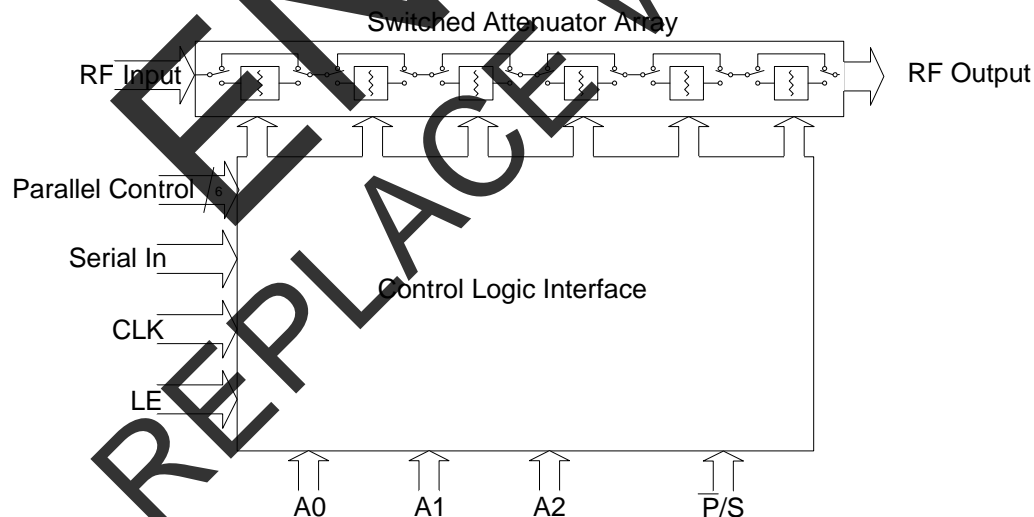 Switched Attenuator Array
RF Input
RF Output
Parallel Control
6
Serial In
Control Logic Interface
CLK
LE
A0
A1
A2
P̅/S
EN
REPLACE W